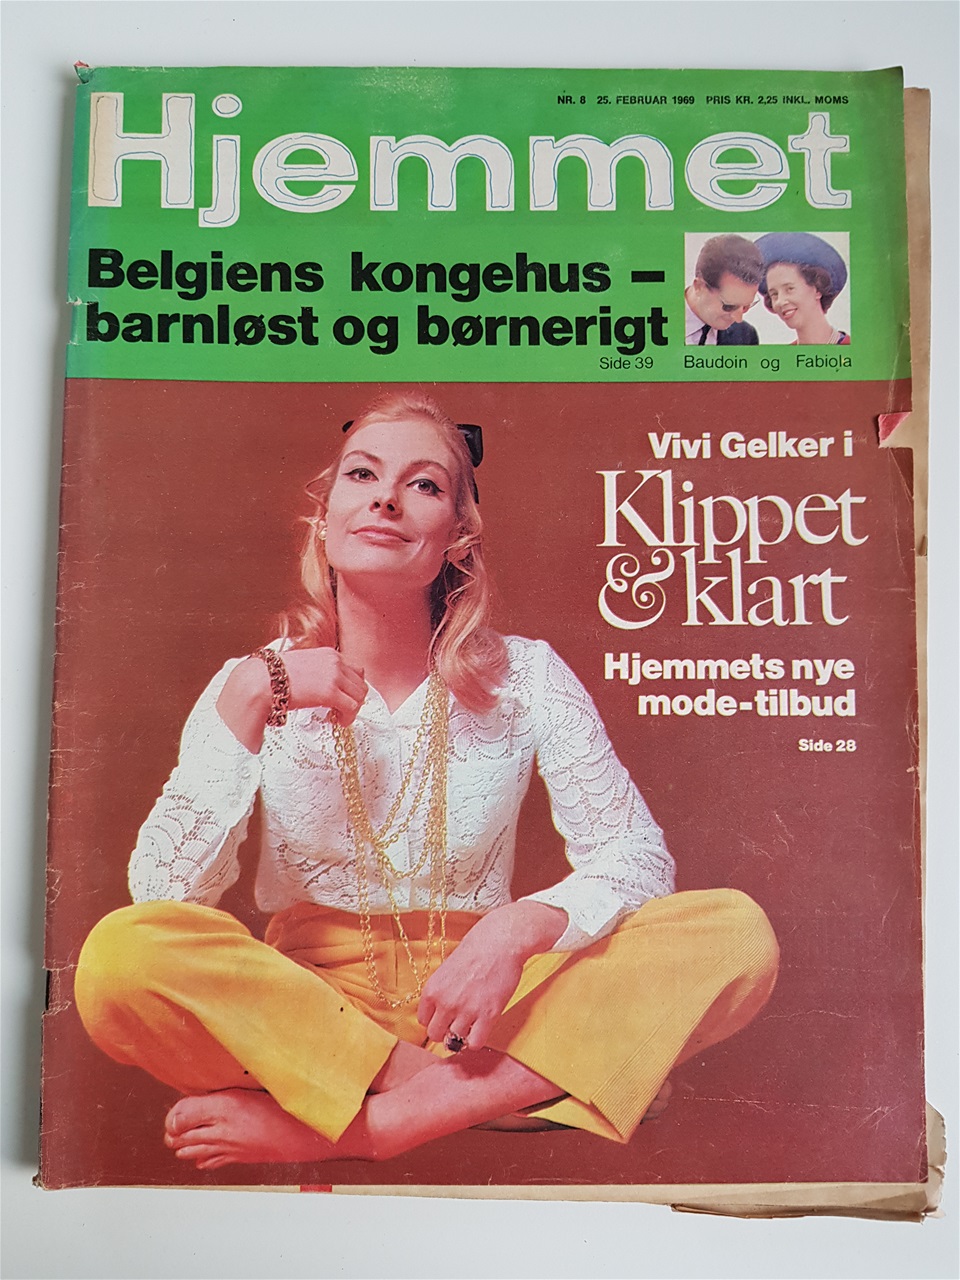 NR. 8 25. FEBRUAR 1969 PRIS KR. 2,25 INKL. MOMS
Hjemmet
Belgiens kongehus –
barnløst og børnerigt
Side 39
Baudoin og Fabiola
Vivi Gelker i
Klippet
& klart
Hjemmets nye
mode-tilbud
Side 28